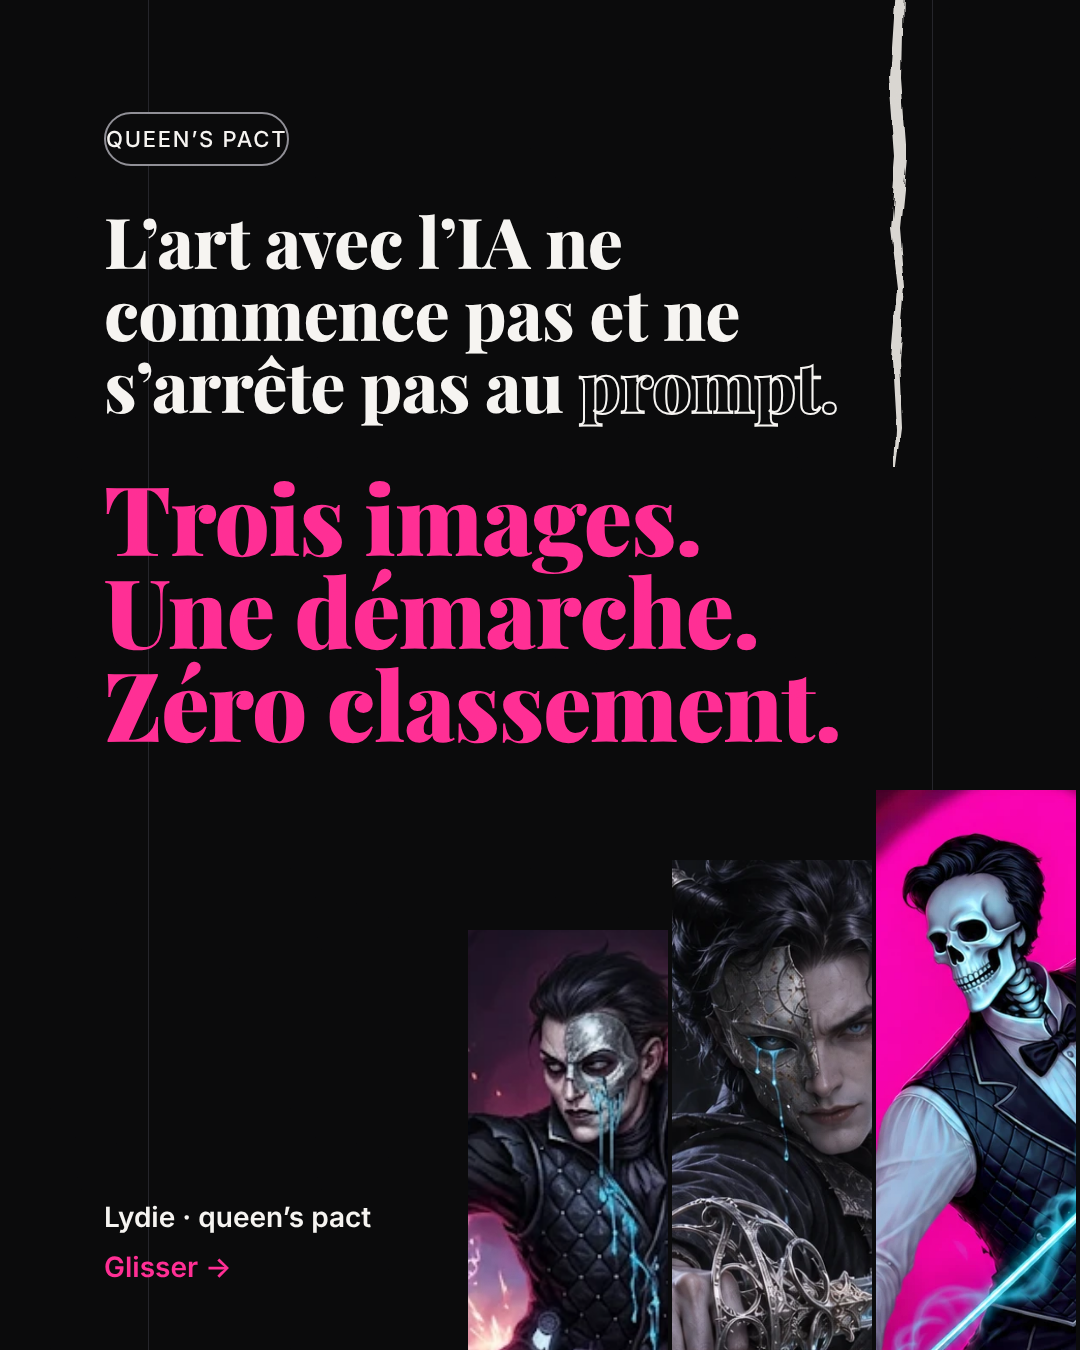 QUEEN’S PACT
L’art avec l’IA ne
commence pas et ne
s’arrête pas au prompt.
Trois images.
Une démarche.
Zéro classement.
Lydie · queen’s pact
Glisser →